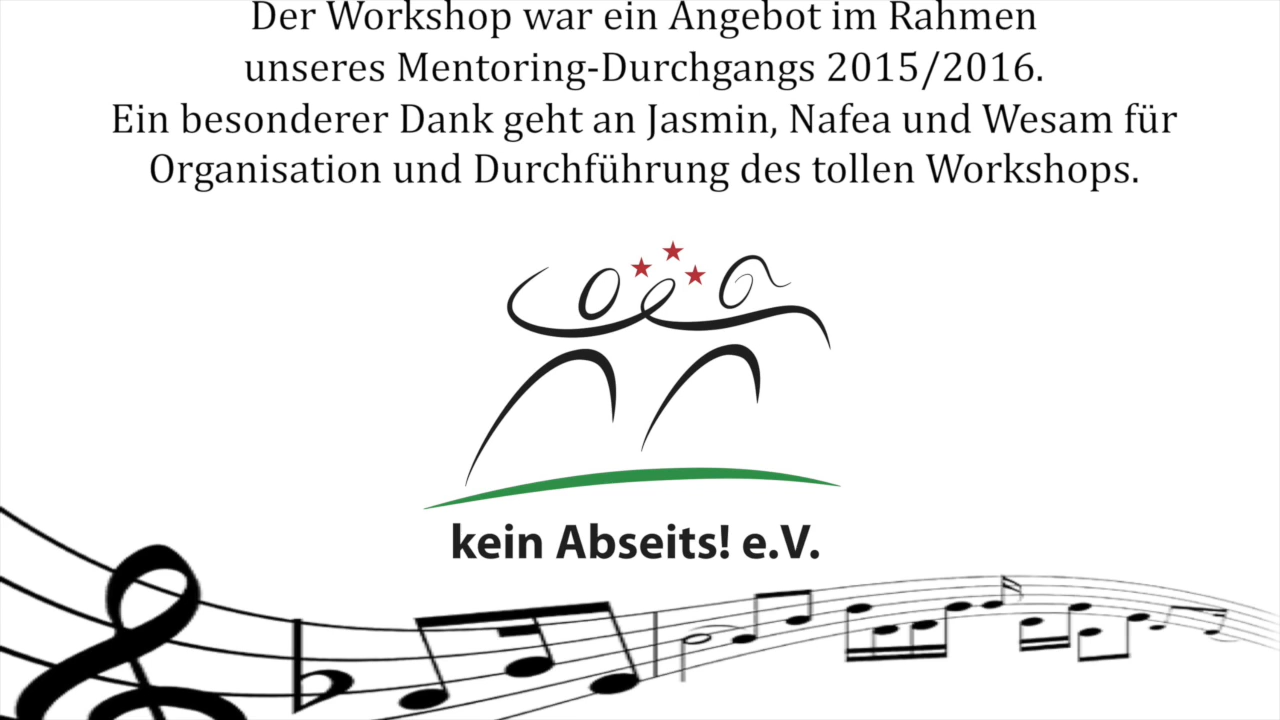 Der Workshop war ein Angebot im Rahmen
unseres Mentoring-Durchgangs 2015/2016.
Ein besonderer Dank geht an Jasmin, Nafea und Wesam für
Organisation und Durchführung des tollen Workshops.
kein Abseits! e.V.